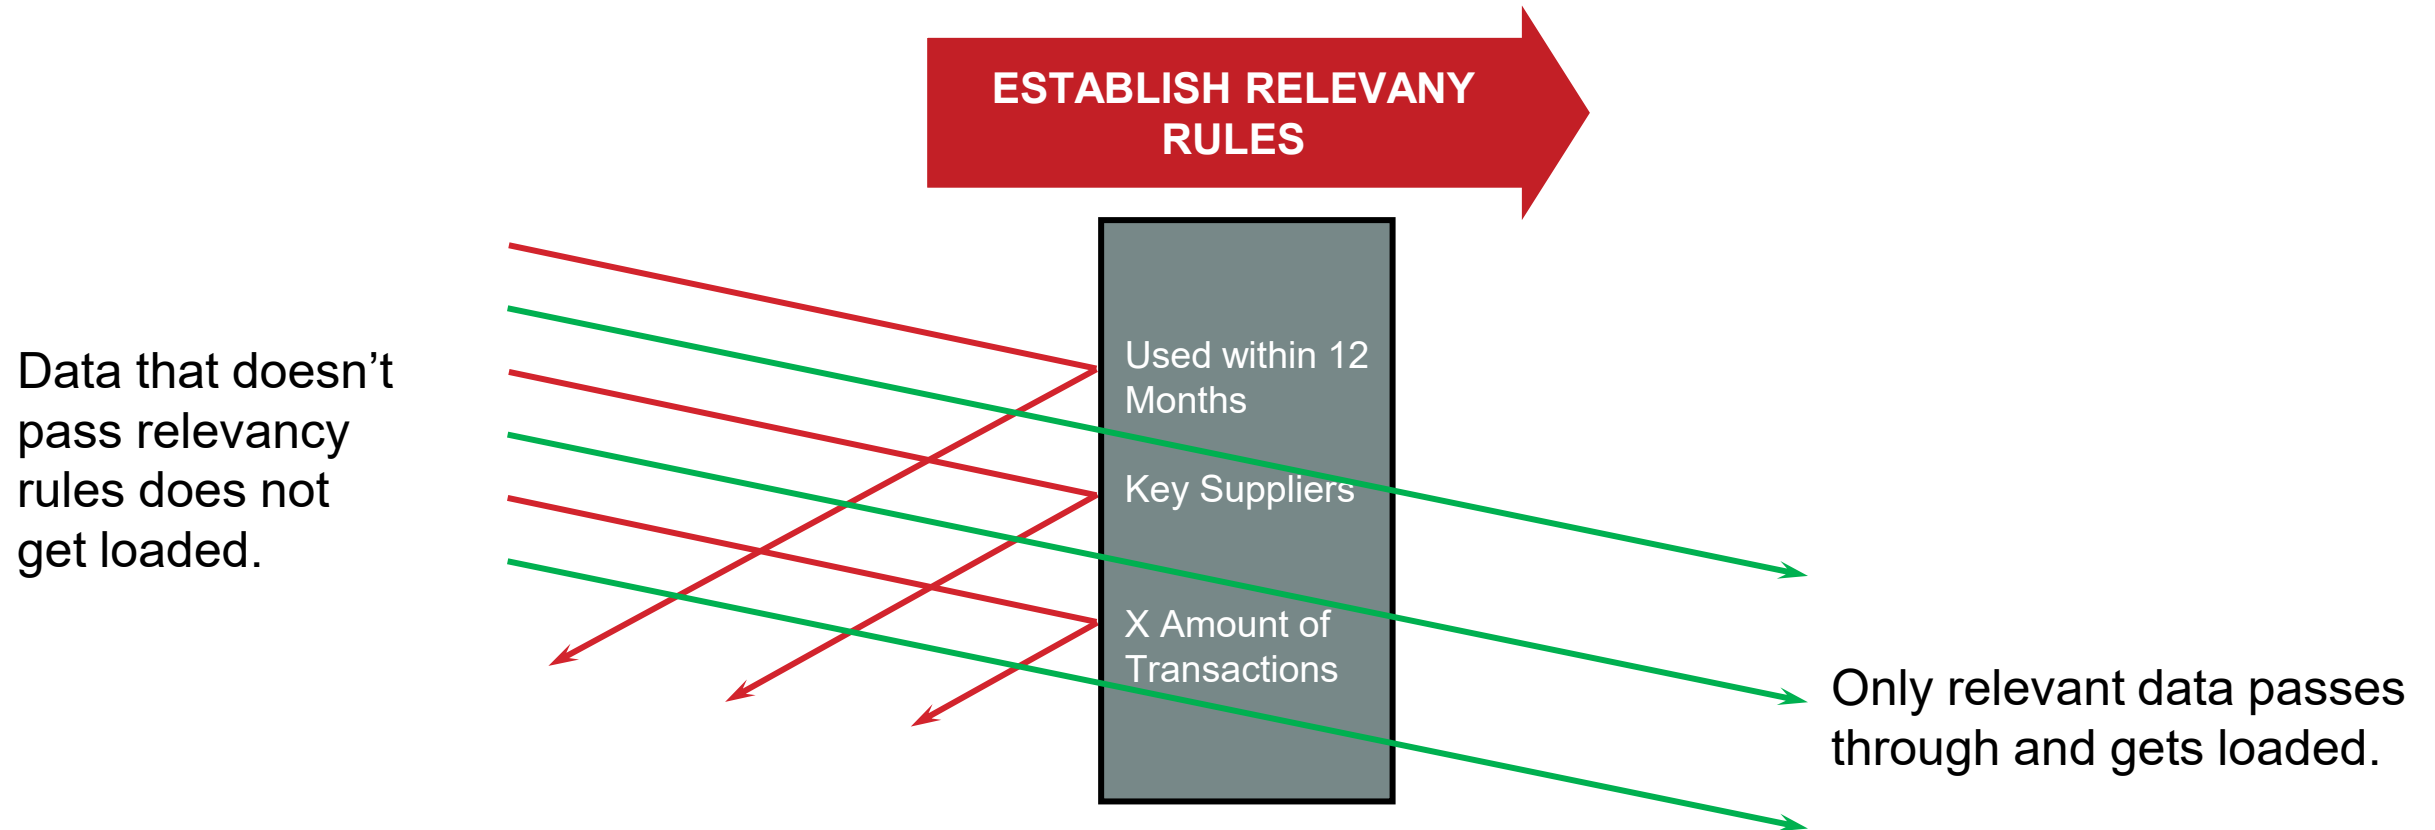 ESTABLISH RELEVANY
RULES
Data that doesn’t
pass relevancy
rules does not
get loaded.
Used within 12
Months
Key Suppliers
X Amount of
Transactions
Only relevant data passes
through and gets loaded.